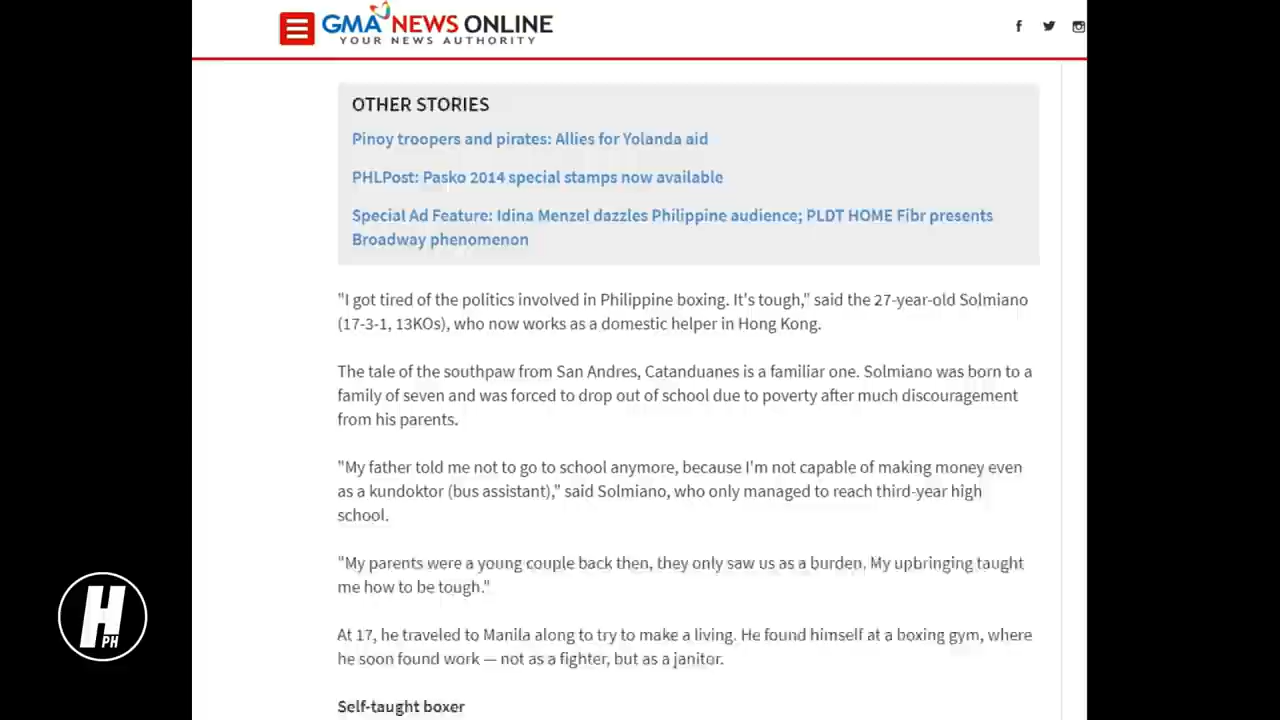 GMA NEWS ONLINE
YOUR NEWS AUTHORITY
OTHER STORIES
Pinoy troopers and pirates: Allies for Yolanda aid
PHLPost: Pasko 2014 special stamps now available
Special Ad Feature: Idina Menzel dazzles Philippine audience; PLDT HOME Fibr presents
Broadway phenomenon
"I got tired of the politics involved in Philippine boxing. It's tough," said the 27-year-old Solmiano
(17-3-1, 13KOs), who now works as a domestic helper in Hong Kong.
The tale of the southpaw from San Andres, Catanduanes is a familiar one. Solmiano was born to a
family of seven and was forced to drop out of school due to poverty after much discouragement
from his parents.
"My father told me not to go to school anymore, because I'm not capable of making money even
as a kundoktor (bus assistant)," said Solmiano, who only managed to reach third-year high
school.
"My parents were a young couple back then, they only saw us as a burden. My upbringing taught
me how to be tough."
At 17, he traveled to Manila along to try to make a living. He found himself at a boxing gym, where
he soon found work — not as a fighter, but as a janitor.
Self-taught boxer
H PH